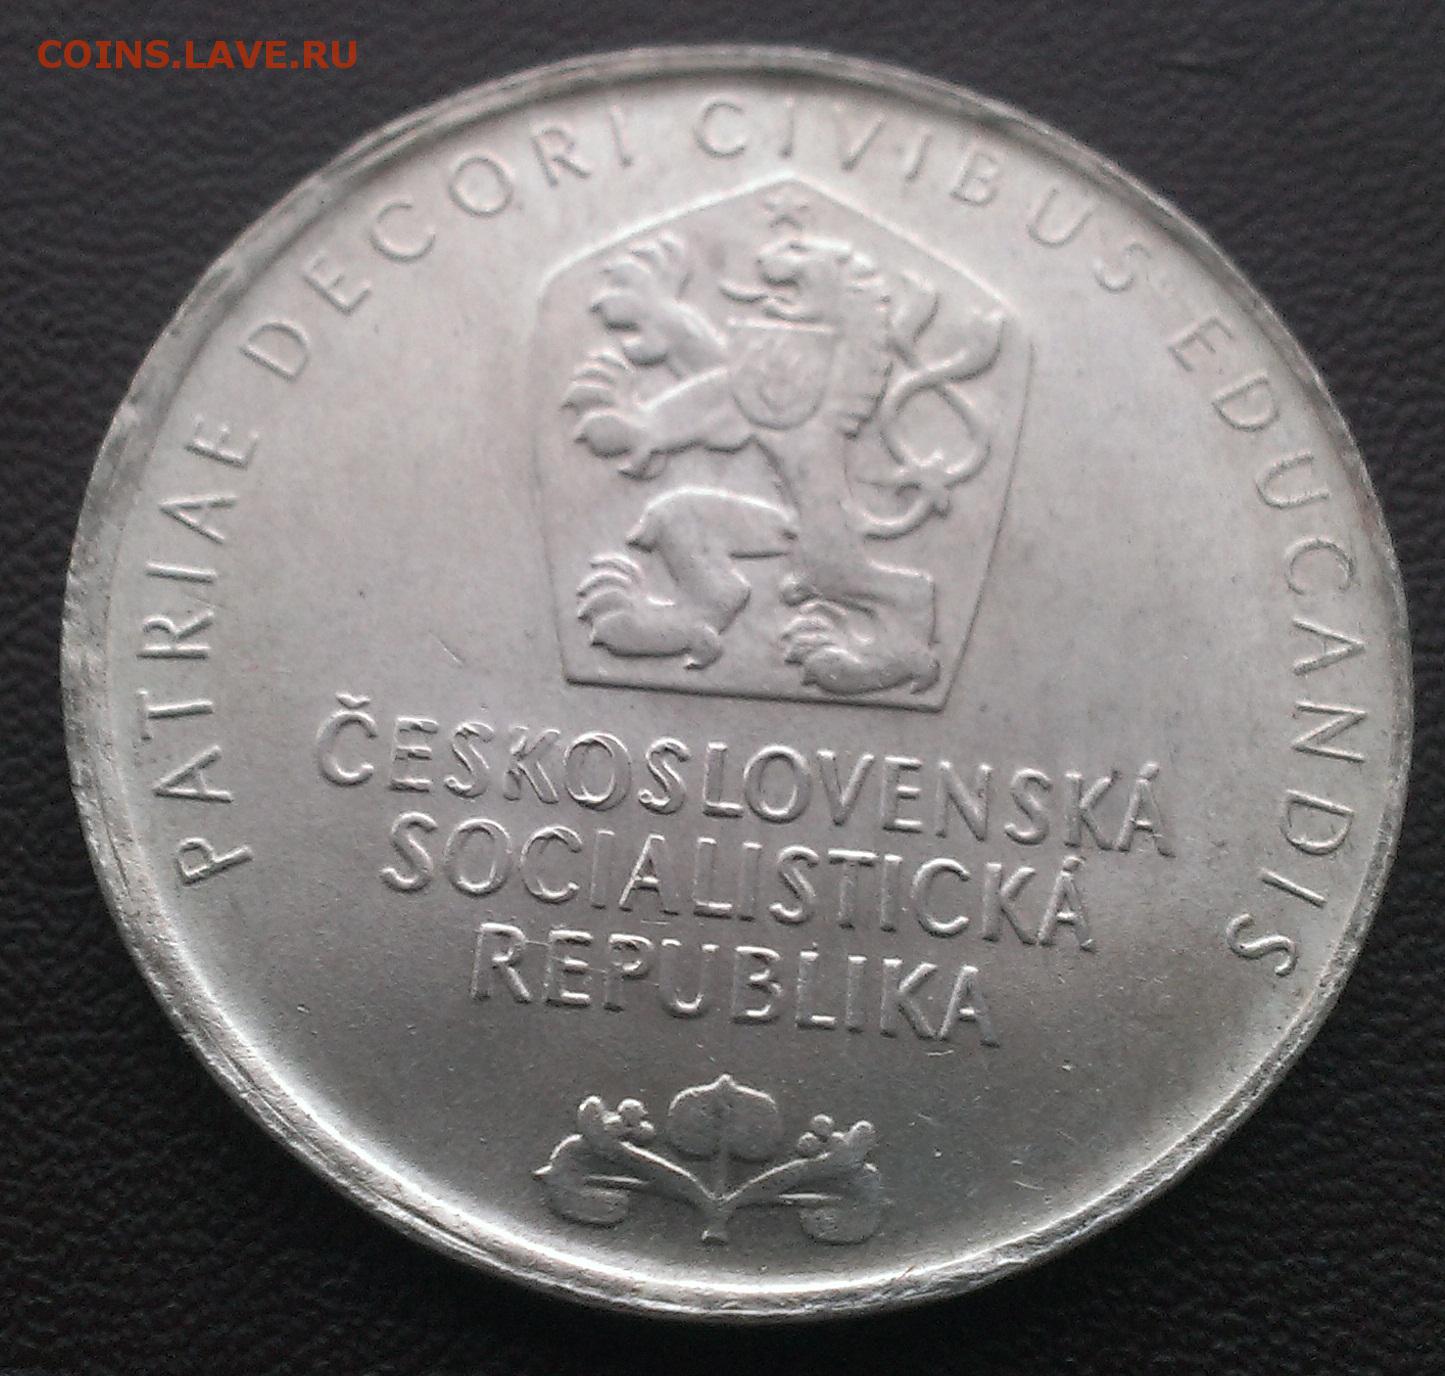 COINS.LAVE.RU
PATRIAE DECORI CIVIBUS EDUCANDIS
ČESKOSLOVENSKÁ
SOCIALISTICKÁ
REPUBLIKA